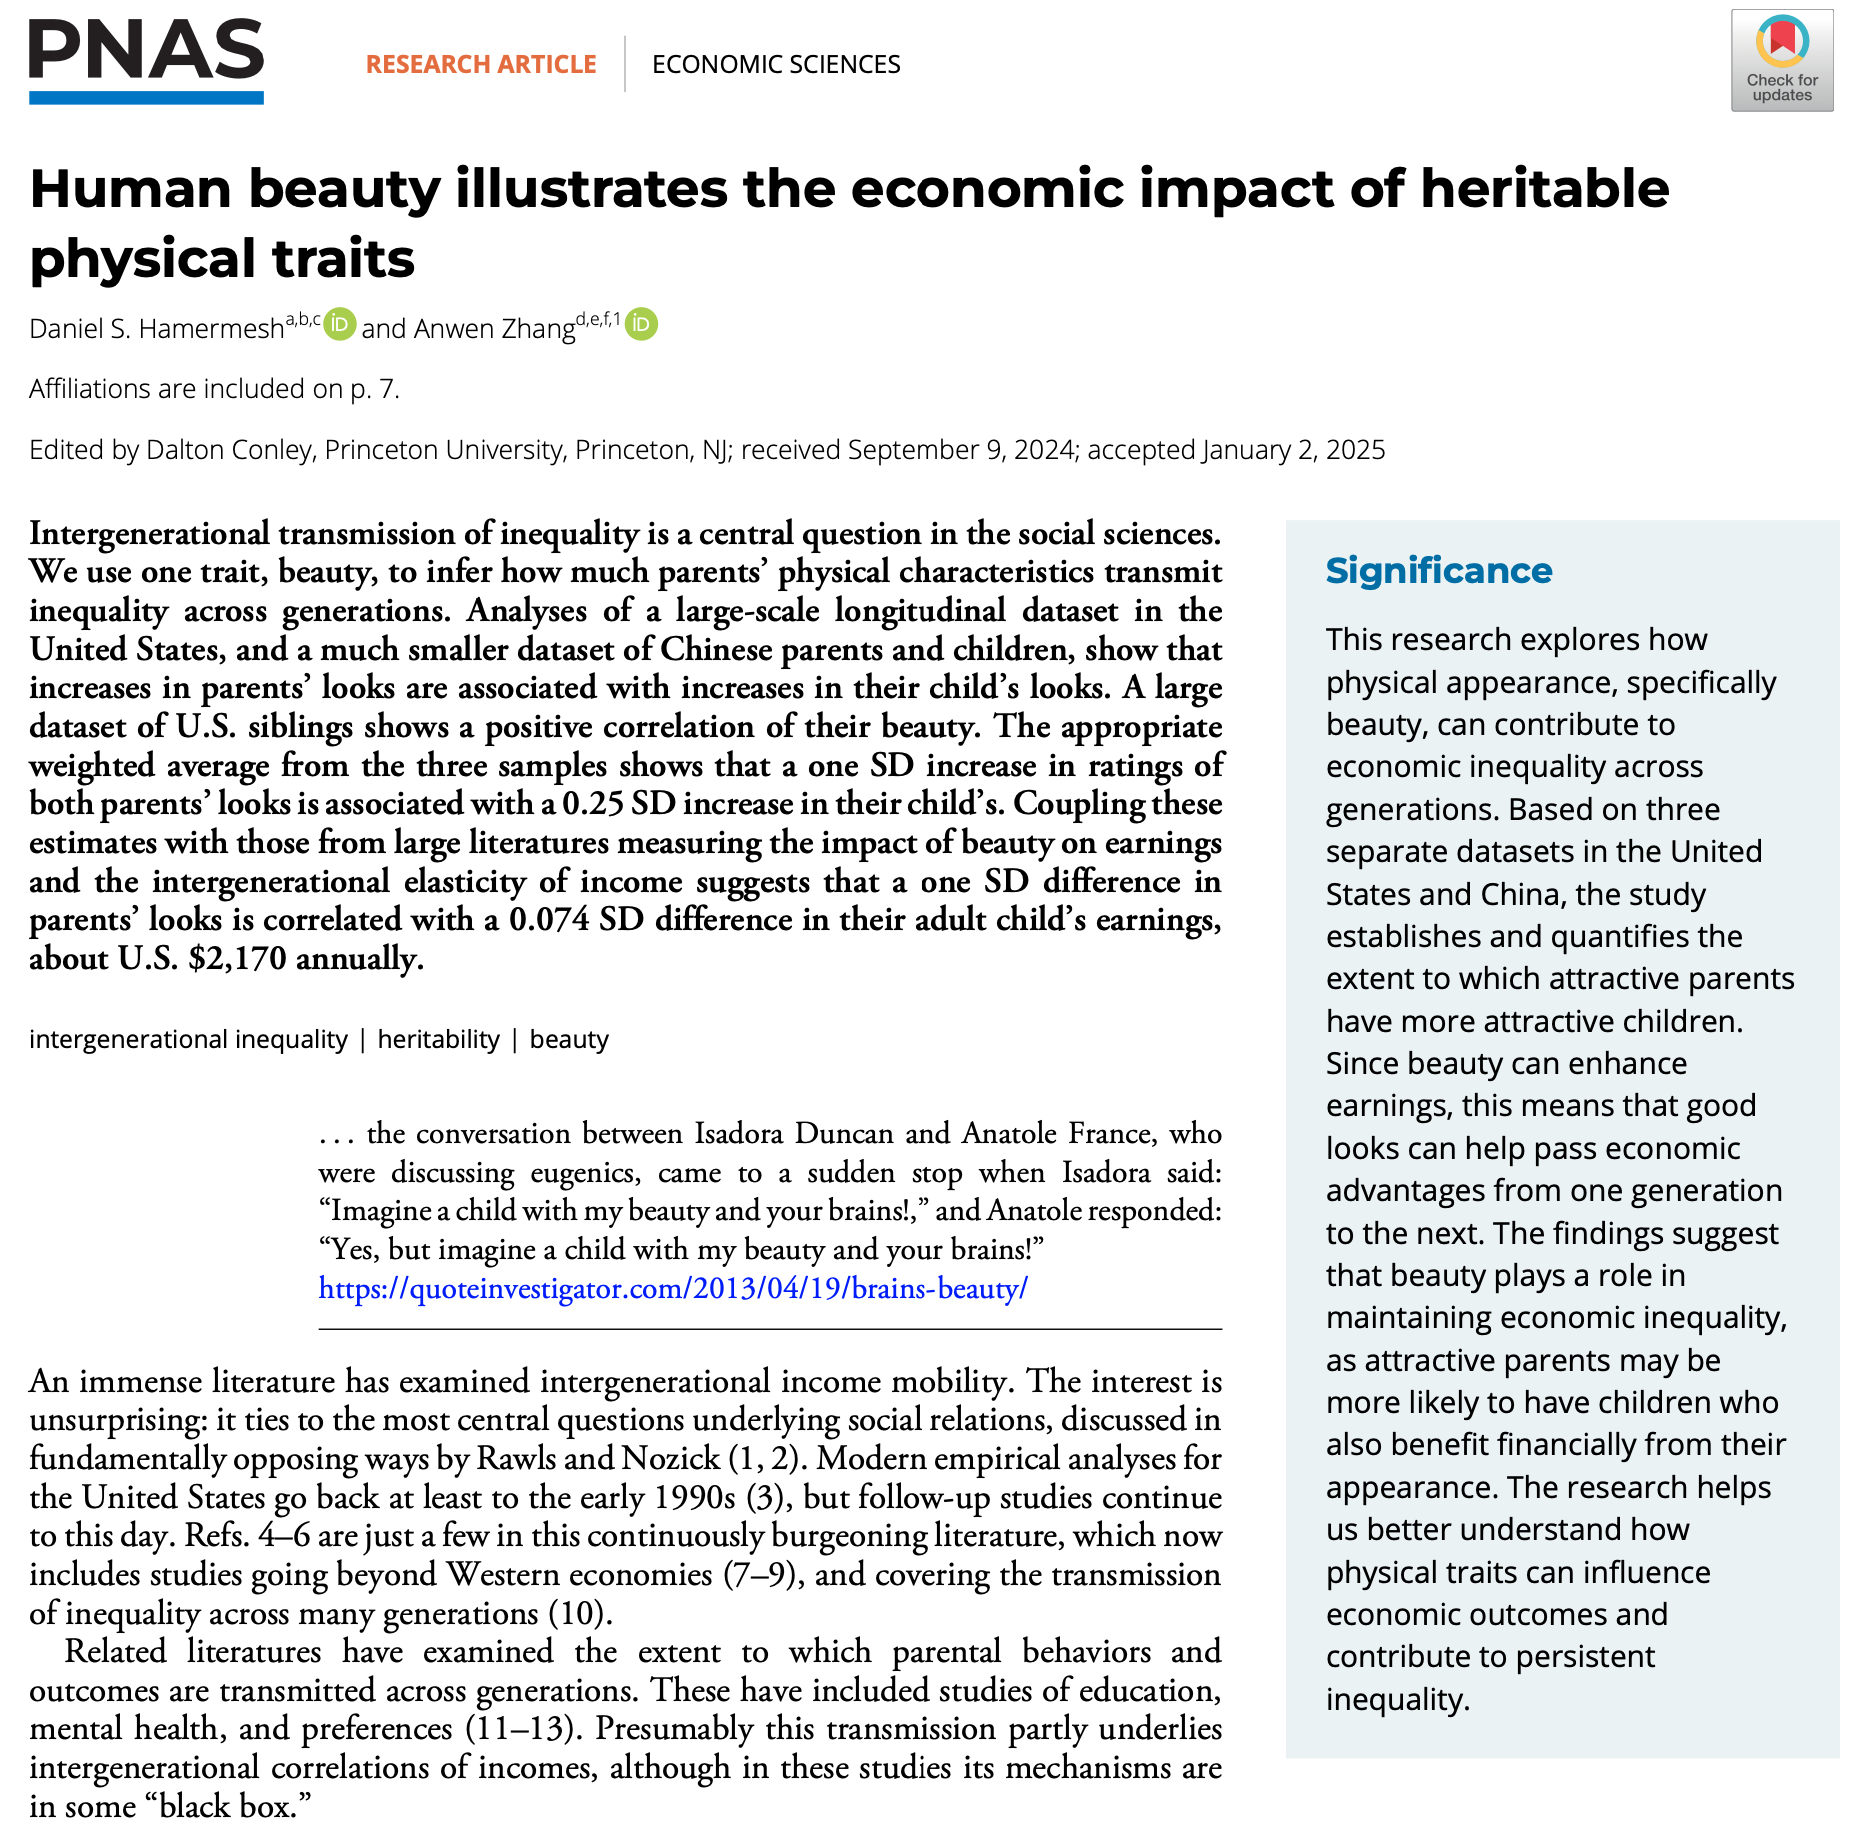 PNAS
RESEARCH ARTICLE | ECONOMIC SCIENCES
Check for
updates
Human beauty illustrates the economic impact of heritable
physical traits
Daniel S. Hamermesha,b,c iD and Anwen Zhangd,e,f,1 iD
Affiliations are included on p. 7.
Edited by Dalton Conley, Princeton University, Princeton, NJ; received September 9, 2024; accepted January 2, 2025
Intergenerational transmission of inequality is a central question in the social sciences.
We use one trait, beauty, to infer how much parents’ physical characteristics transmit
inequality across generations. Analyses of a large-scale longitudinal dataset in the
United States, and a much smaller dataset of Chinese parents and children, show that
increases in parents’ looks are associated with increases in their child’s looks. A large
dataset of U.S. siblings shows a positive correlation of their beauty. The appropriate
weighted average from the three samples shows that a one SD increase in ratings of
both parents’ looks is associated with a 0.25 SD increase in their child’s. Coupling these
estimates with those from large literatures measuring the impact of beauty on earnings
and the intergenerational elasticity of income suggests that a one SD difference in
parents’ looks is correlated with a 0.074 SD difference in their adult child’s earnings,
about U.S. $2,170 annually.
intergenerational inequality | heritability | beauty
... the conversation between Isadora Duncan and Anatole France, who
were discussing eugenics, came to a sudden stop when Isadora said:
“Imagine a child with my beauty and your brains!,” and Anatole responded:
“Yes, but imagine a child with my beauty and your brains!”
https://quoteinvestigator.com/2013/04/19/brains-beauty/
An immense literature has examined intergenerational income mobility. The interest is
unsurprising: it ties to the most central questions underlying social relations, discussed in
fundamentally opposing ways by Rawls and Nozick (1, 2). Modern empirical analyses for
the United States go back at least to the early 1990s (3), but follow-up studies continue
to this day. Refs. 4–6 are just a few in this continuously burgeoning literature, which now
includes studies going beyond Western economies (7–9), and covering the transmission
of inequality across many generations (10).
Related literatures have examined the extent to which parental behaviors and
outcomes are transmitted across generations. These have included studies of education,
mental health, and preferences (11–13). Presumably this transmission partly underlies
intergenerational correlations of incomes, although in these studies its mechanisms are
in some “black box.”
Significance
This research explores how
physical appearance, specifically
beauty, can contribute to
economic inequality across
generations. Based on three
separate datasets in the United
States and China, the study
establishes and quantifies the
extent to which attractive parents
have more attractive children.
Since beauty can enhance
earnings, this means that good
looks can help pass economic
advantages from one generation
to the next. The findings suggest
that beauty plays a role in
maintaining economic inequality,
as attractive parents may be
more likely to have children who
also benefit financially from their
appearance. The research helps
us better understand how
physical traits can influence
economic outcomes and
contribute to persistent
inequality.